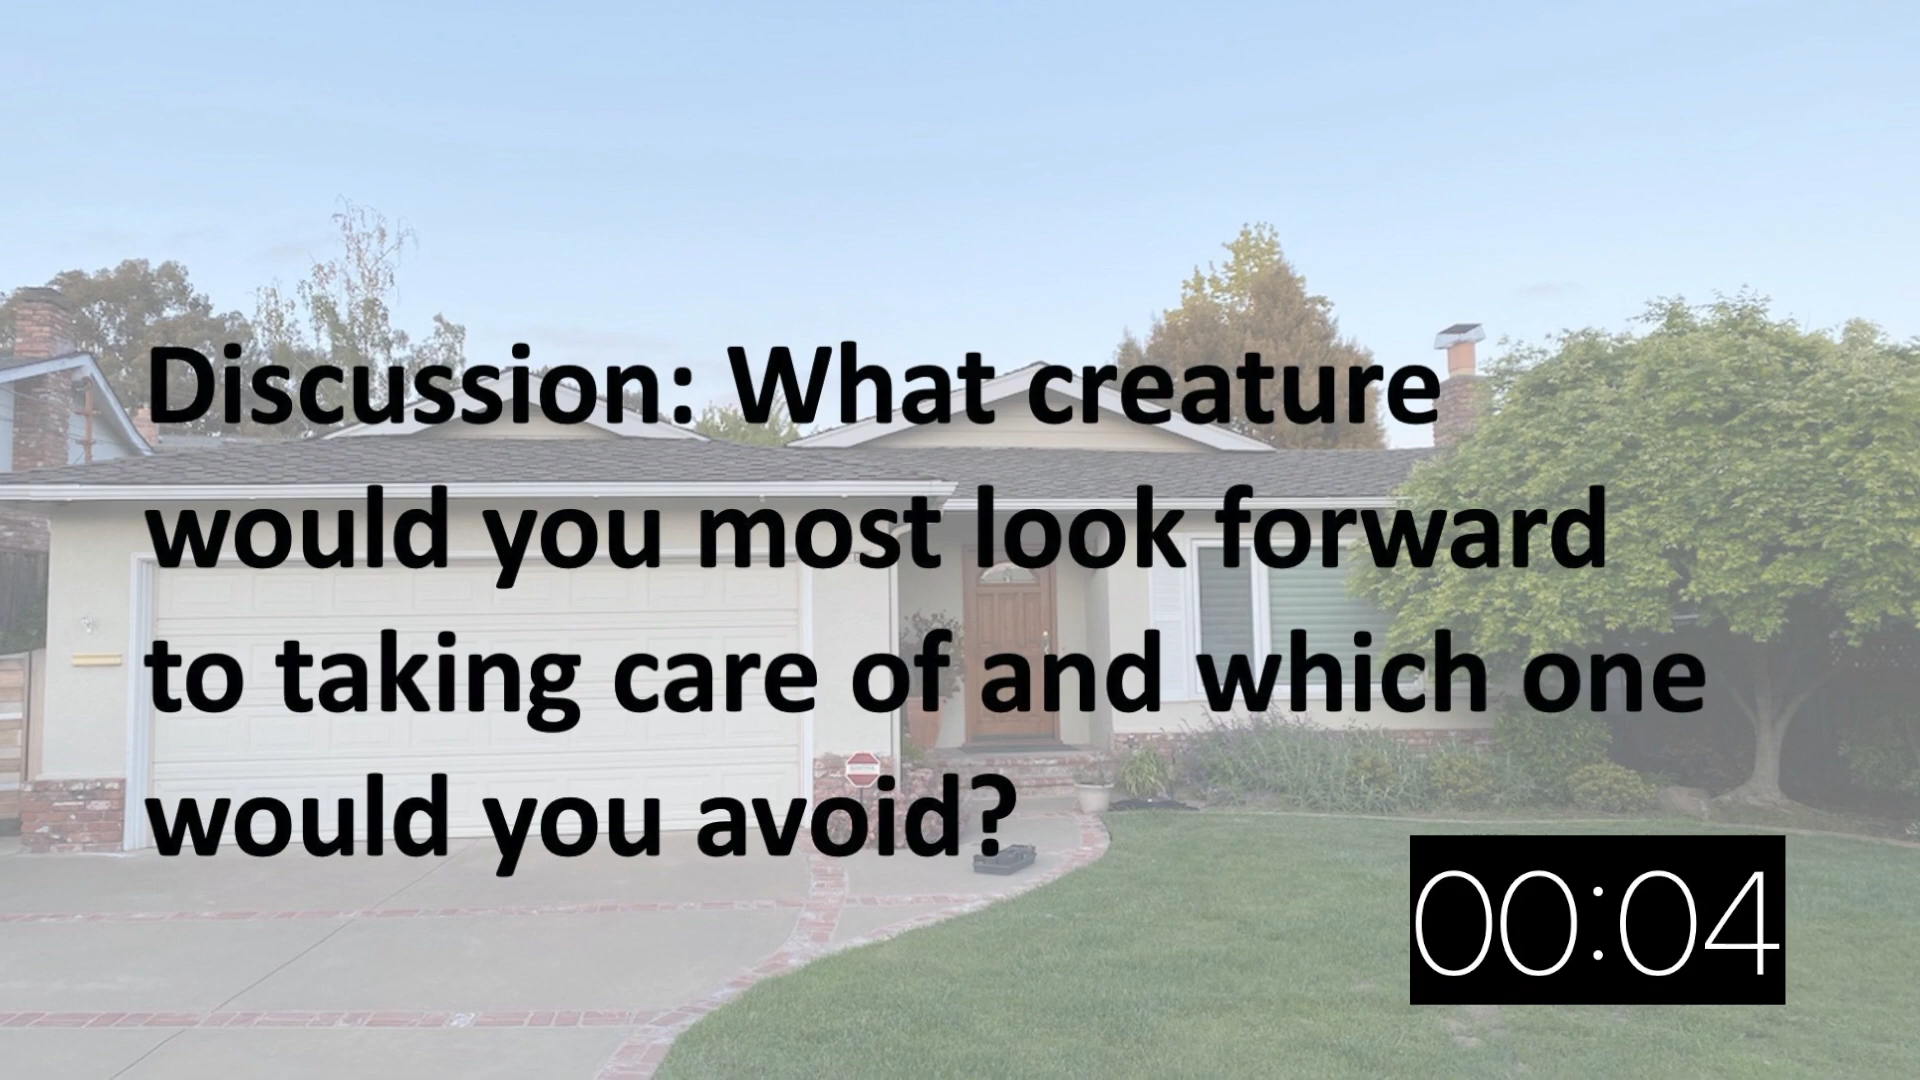 Discussion: What creature
would you most look forward
to taking care of and which one
would you avoid?
00:04